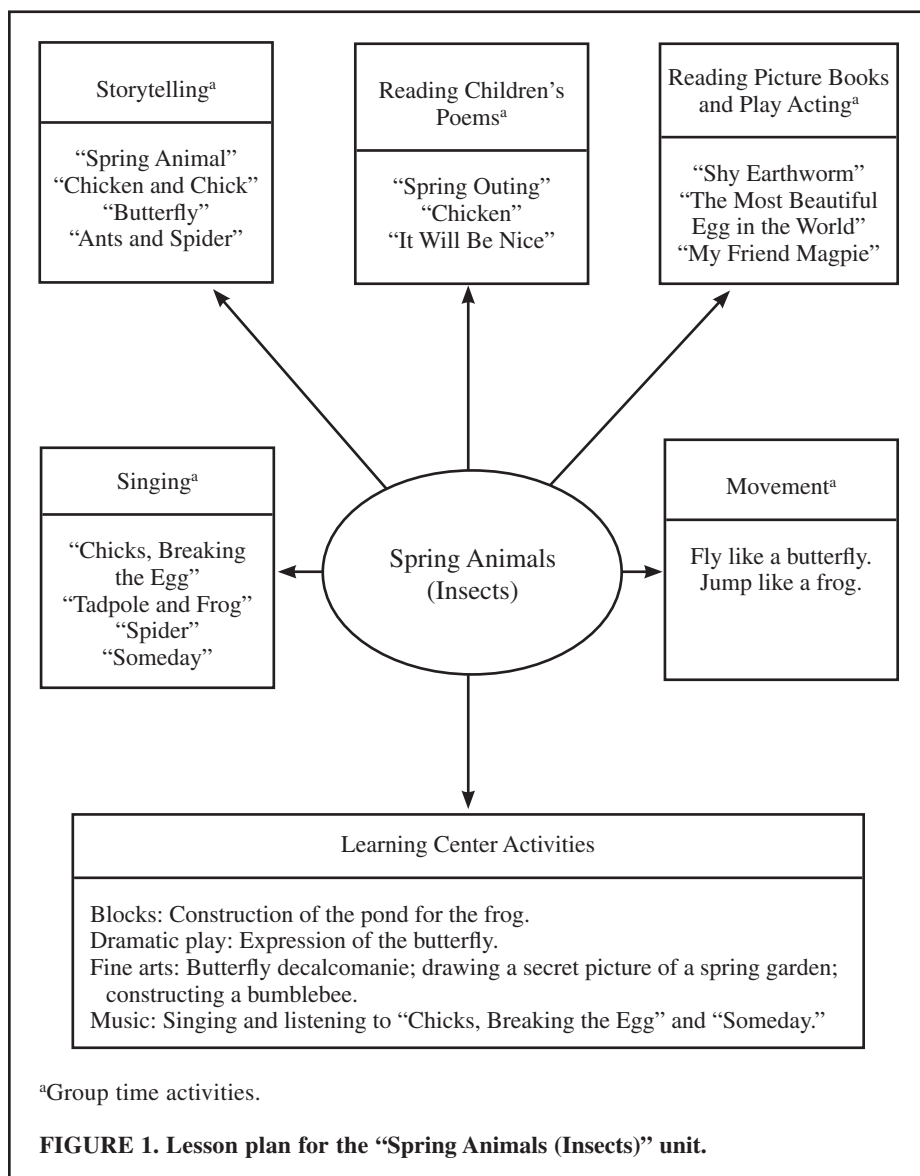 Storytellingᵃ
“Spring Animal”
“Chicken and Chick”
“Butterfly”
“Ants and Spider”
Reading Children’s
Poemsᵃ
“Spring Outing”
“Chicken”
“It Will Be Nice”
Reading Picture Books
and Play Actingᵃ
“Shy Earthworm”
“The Most Beautiful
Egg in the World”
“My Friend Magpie”
Singingᵃ
“Chicks, Breaking
the Egg”
“Tadpole and Frog”
“Spider”
“Someday”
Spring Animals
(Insects)
Movementᵃ
Fly like a butterfly.
Jump like a frog.
Learning Center Activities
Blocks: Construction of the pond for the frog.
Dramatic play: Expression of the butterfly.
Fine arts: Butterfly decalcomanie; drawing a secret picture of a spring garden;
constructing a bumblebee.
Music: Singing and listening to “Chicks, Breaking the Egg” and “Someday.”
ᵃGroup time activities.
FIGURE 1. Lesson plan for the “Spring Animals (Insects)” unit.